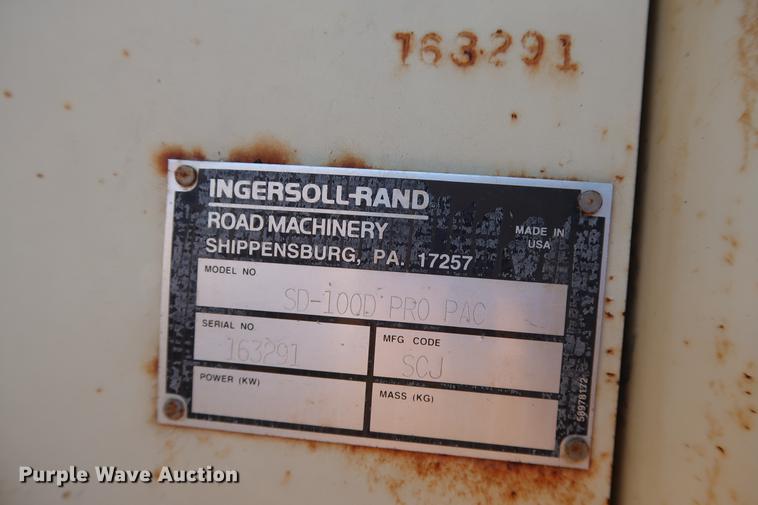 163291
INGERSOLL-RAND
ROAD MACHINERY
SHIPPENSBURG, PA. 17257
MADE IN
USA
MODEL NO
SD-100D PRO PAC
SERIAL NO
163291
MFG CODE
SCJ
POWER (KW)
MASS (KG)
58978172
Purple Wave Auction